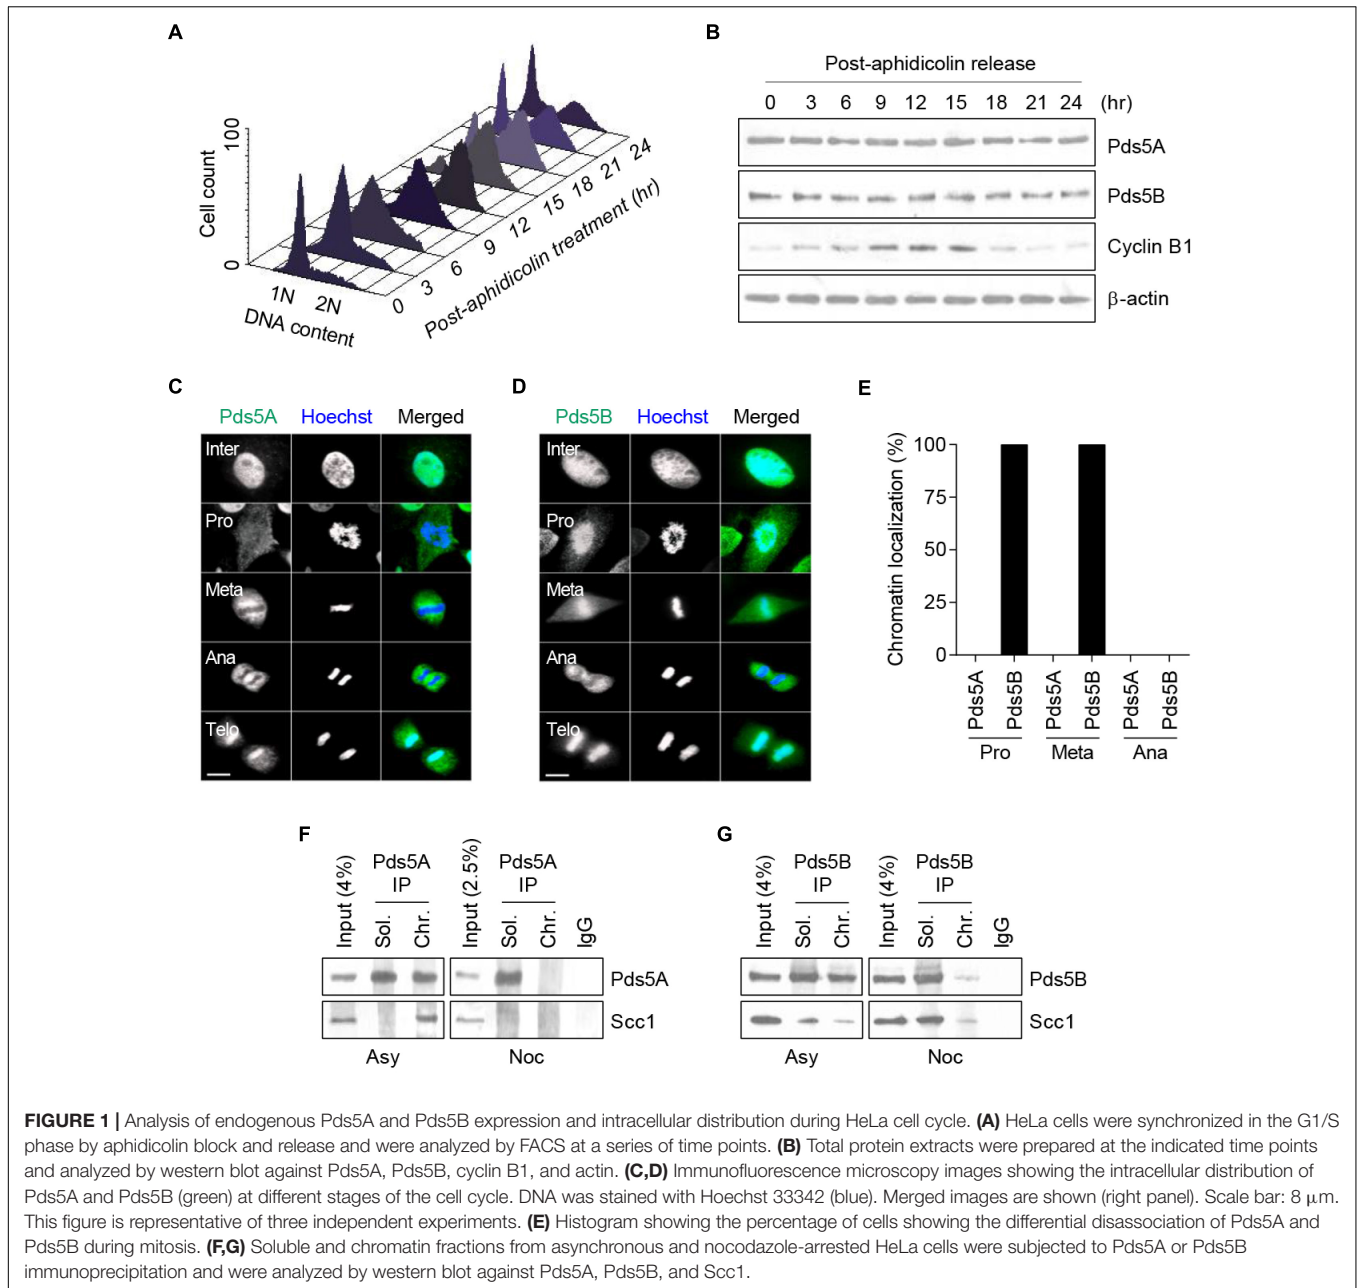 A
Cell count
100
0
1N
2N
DNA content
0 3 6 9 12 15 18 21 24
Post-aphidicolin treatment (hr)
B
Post-aphidicolin release
0 3 6 9 12 15 18 21 24 (hr)
Pds5A
Pds5B
Cyclin B1
β-actin
C
Pds5A Hoechst Merged
Inter
Pro
Meta
Ana
Telo
D
Pds5B Hoechst Merged
Inter
Pro
Meta
Ana
Telo
E
Chromatin localization (%)
100
75
50
25
0
Pds5A Pds5B Pds5A Pds5B Pds5A Pds5B
Pro Meta Ana
F
Input (4%) Pds5A IP Sol. Chr. Input (2.5%) Pds5A IP Sol. Chr. IgG
Pds5A
Scc1
Asy Noc
G
Input (4%) Pds5B IP Sol. Chr. Input (4%) Pds5B IP Sol. Chr. IgG
Pds5B
Scc1
Asy Noc
FIGURE 1 | Analysis of endogenous Pds5A and Pds5B expression and intracellular distribution during HeLa cell cycle. (A) HeLa cells were synchronized in the G1/S
phase by aphidicolin block and release and were analyzed by FACS at a series of time points. (B) Total protein extracts were prepared at the indicated time points
and analyzed by western blot against Pds5A, Pds5B, cyclin B1, and actin. (C,D) Immunofluorescence microscopy images showing the intracellular distribution of
Pds5A and Pds5B (green) at different stages of the cell cycle. DNA was stained with Hoechst 33342 (blue). Merged images are shown (right panel). Scale bar: 8 μm.
This figure is representative of three independent experiments. (E) Histogram showing the percentage of cells showing the differential disassociation of Pds5A and
Pds5B during mitosis. (F,G) Soluble and chromatin fractions from asynchronous and nocodazole-arrested HeLa cells were subjected to Pds5A or Pds5B
immunoprecipitation and were analyzed by western blot against Pds5A, Pds5B, and Scc1.